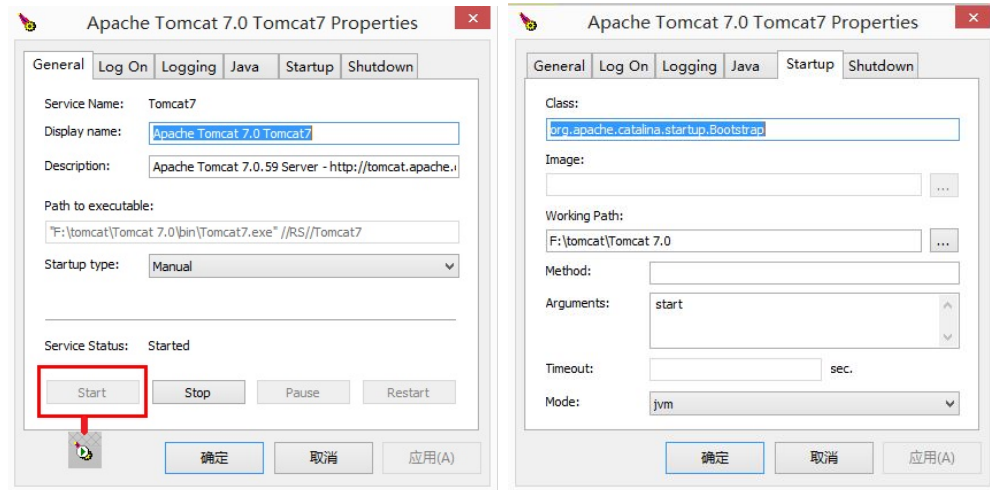 Apache Tomcat 7.0 Tomcat7 Properties
General Log On Logging Java Startup Shutdown
Service Name: Tomcat7
Display name: Apache Tomcat 7.0 Tomcat7
Description: Apache Tomcat 7.0.59 Server - http://tomcat.apache.
Path to executable:
"F:\tomcat\Tomcat 7.0\bin\Tomcat7.exe" //RS//Tomcat7
Startup type: Manual
Service Status: Started
Start Stop Pause Restart
确定 取消 应用(A)
Apache Tomcat 7.0 Tomcat7 Properties
General Log On Logging Java Startup Shutdown
Class:
org.apache.catalina.startup.Bootstrap
Image:
...
Working Path:
F:\tomcat\Tomcat 7.0 ...
Method:
Arguments: start
Timeout: sec.
Mode: jvm
确定 取消 应用(A)